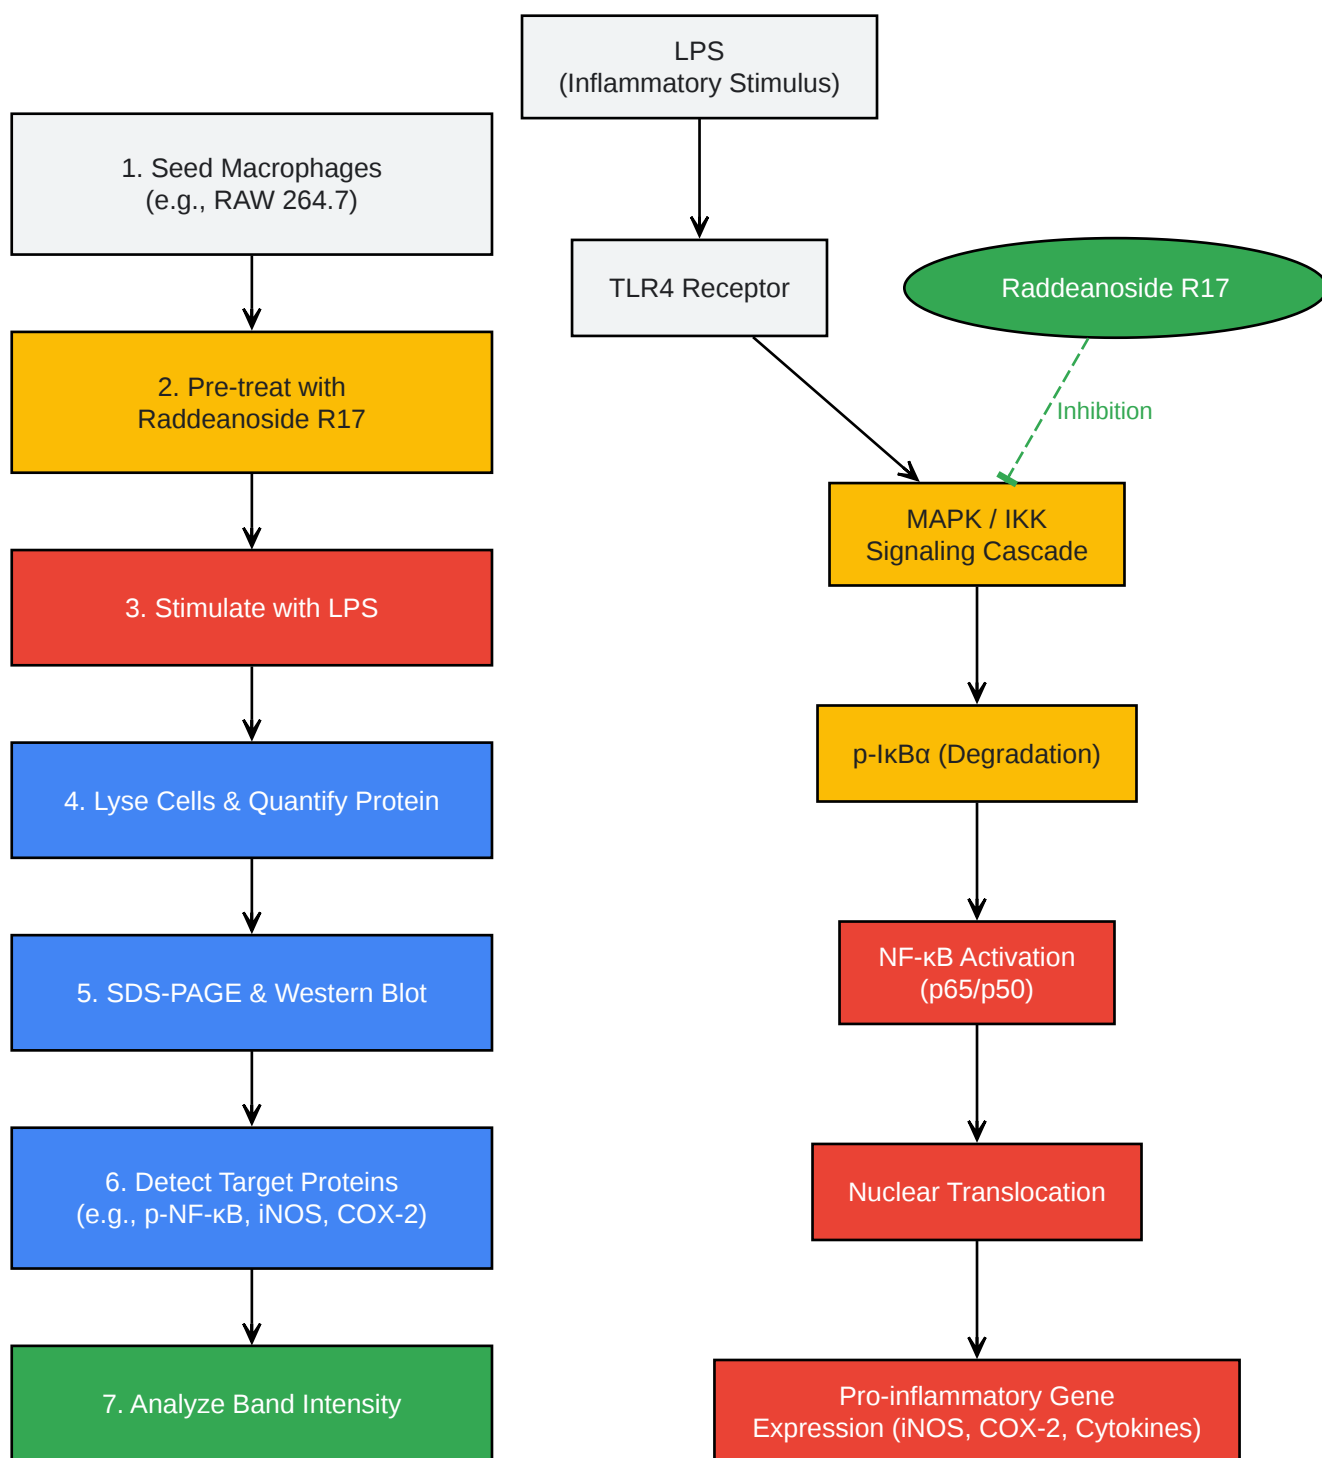 1. Seed Macrophages
(e.g., RAW 264.7)
2. Pre-treat with
Raddeanoside R17
3. Stimulate with LPS
4. Lyse Cells & Quantify Protein
5. SDS-PAGE & Western Blot
6. Detect Target Proteins
(e.g., p-NF-κB, iNOS, COX-2)
7. Analyze Band Intensity
LPS
(Inflammatory Stimulus)
TLR4 Receptor
Raddeanoside R17
Inhibition
MAPK / IKK
Signaling Cascade
p-IκBα (Degradation)
NF-κB Activation
(p65/p50)
Nuclear Translocation
Pro-inflammatory Gene
Expression (iNOS, COX-2, Cytokines)